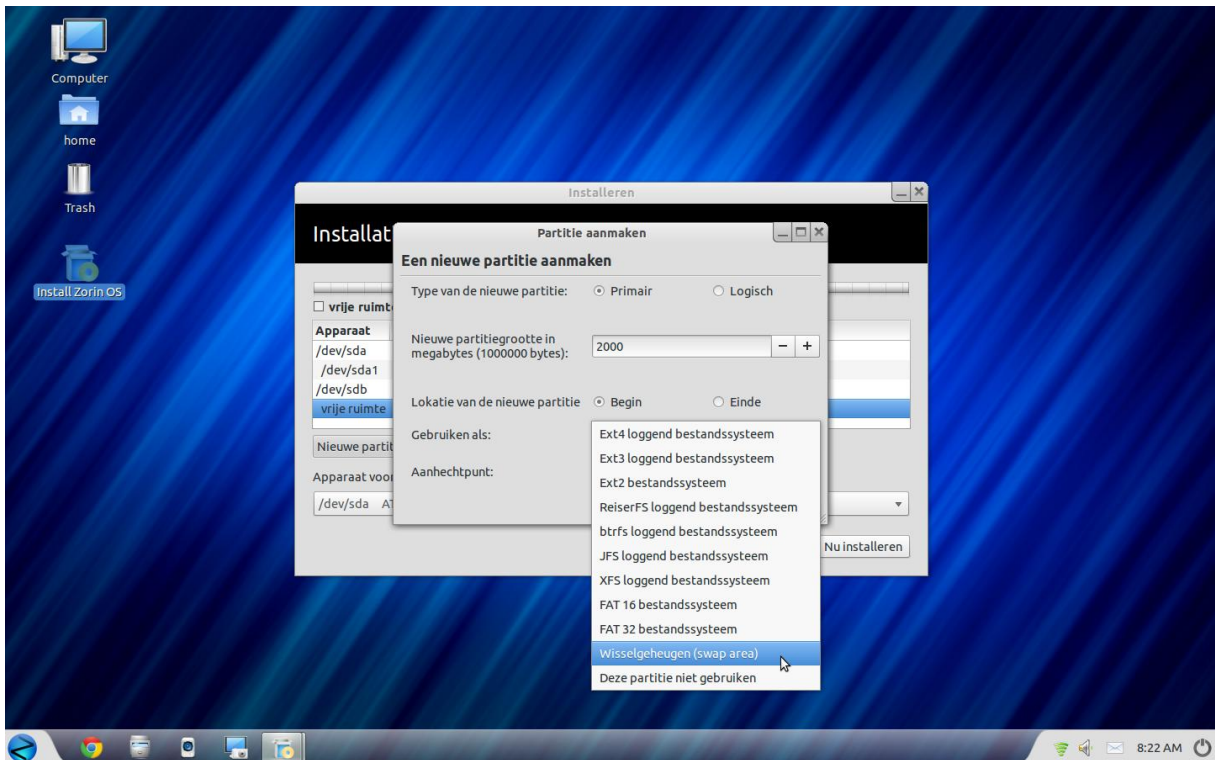 Computer
home
Trash
Install Zorin OS
Installeren
Installat
vrije ruimt
Apparaat
/dev/sda
/dev/sda1
/dev/sdb
vrije ruimte
Nieuwe partit
Apparaat voor
/dev/sda AT
Nu installeren
Partitie aanmaken
Een nieuwe partitie aanmaken
Type van de nieuwe partitie: Primair Logisch
Nieuwe partitiegrootte in
megabytes (1000000 bytes): 2000
Lokatie van de nieuwe partitie Begin Einde
Gebruiken als:
Aanhechtpunt:
Ext4 loggend bestandssysteem
Ext3 loggend bestandssysteem
Ext2 bestandssysteem
ReiserFS loggend bestandssysteem
btrfs loggend bestandssysteem
JFS loggend bestandssysteem
XFS loggend bestandssysteem
FAT 16 bestandssysteem
FAT 32 bestandssysteem
Wisselgeheugen (swap area)
Deze partitie niet gebruiken
8:22 AM